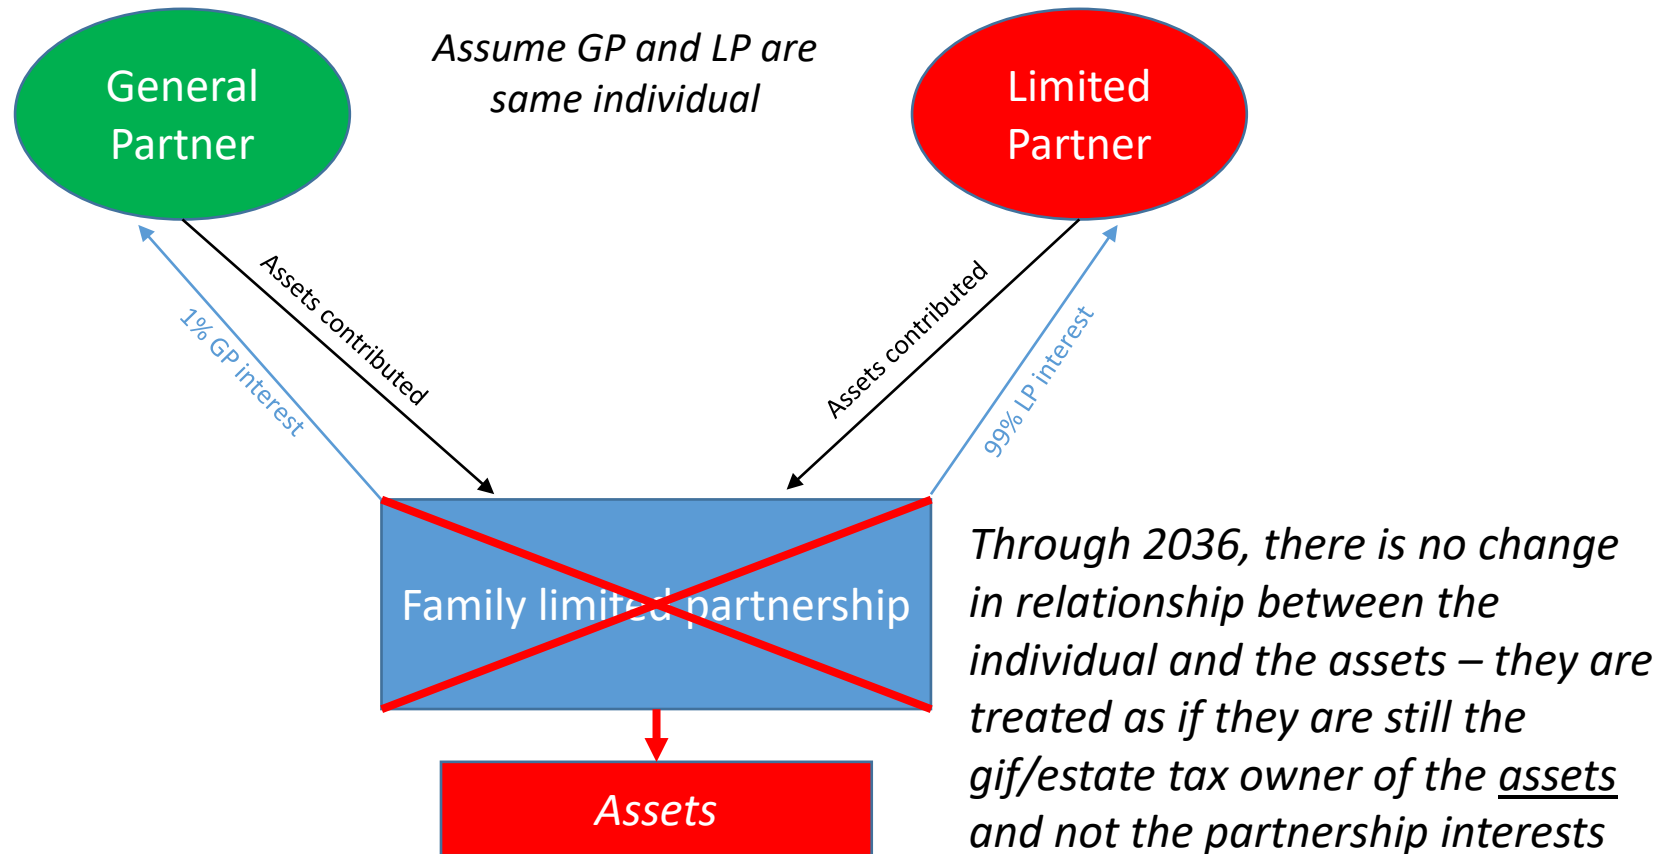 General
Partner
Assume GP and LP are
same individual
Limited
Partner
Assets contributed
1% GP interest
Assets contributed
99% LP interest
Family limited partnership
Through 2036, there is no change
in relationship between the
individual and the assets – they are
treated as if they are still the
gif/estate tax owner of the assets
and not the partnership interests
Assets